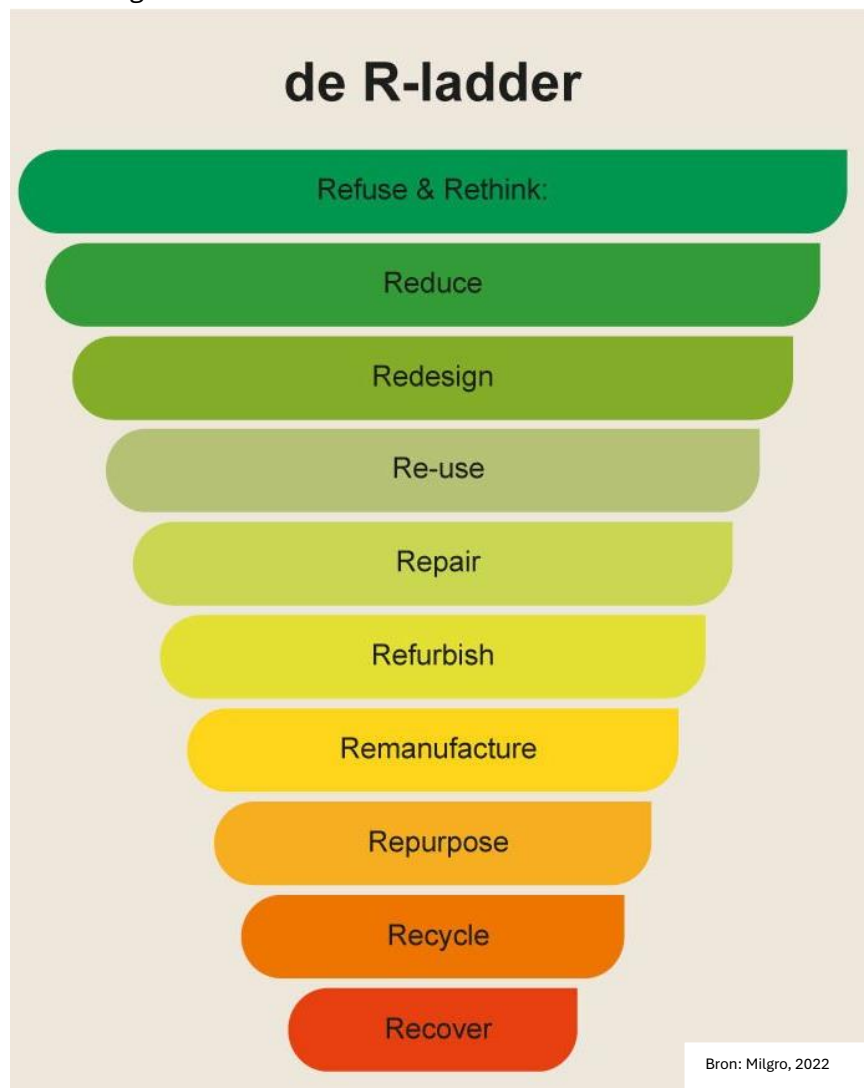 de R-ladder
Refuse & Rethink:
Reduce
Redesign
Re-use
Repair
Refurbish
Remanufacture
Repurpose
Recycle
Recover
Bron: Milgro, 2022